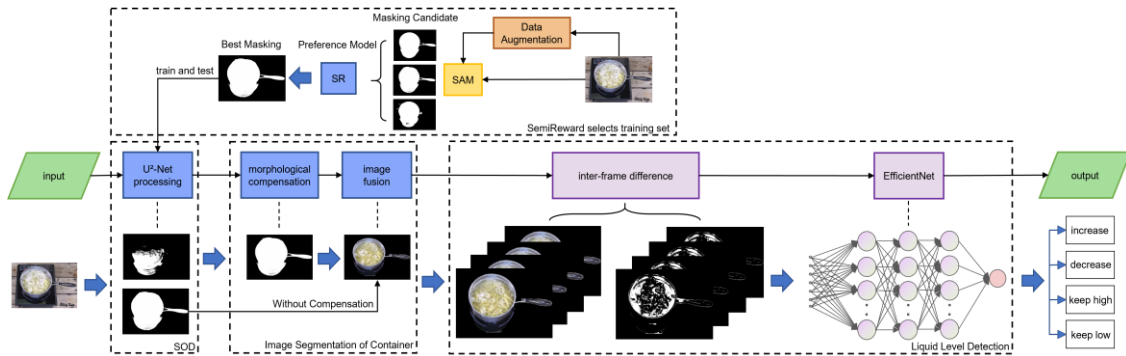 Masking Candidate
Data
Augmentation
Best Masking
Preference Model
train and test
SR
SAM
SemiReward selects training set
input
U²-Net
processing
morphological
compensation
image
fusion
inter-frame difference
EfficientNet
output
increase
decrease
keep high
keep low
Without Compensation
SOD
Image Segmentation of Container
Liquid Level Detection